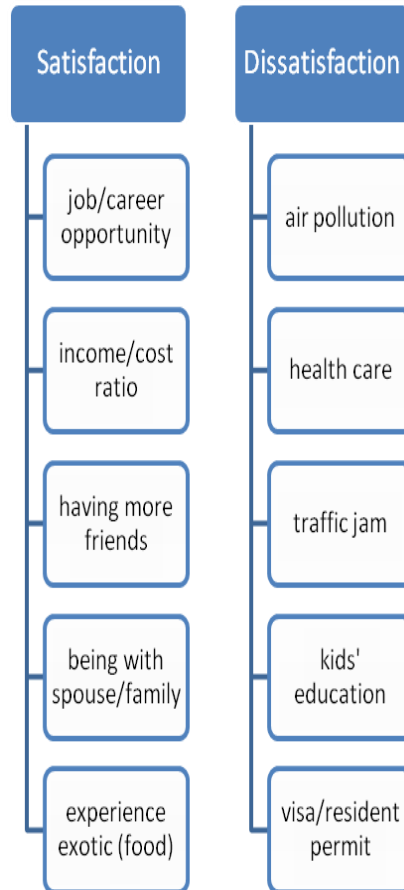 Satisfaction
job/career
opportunity
income/cost
ratio
having more
friends
being with
spouse/family
experience
exotic (food)
Dissatisfaction
air pollution
health care
traffic jam
kids'
education
visa/resident
permit